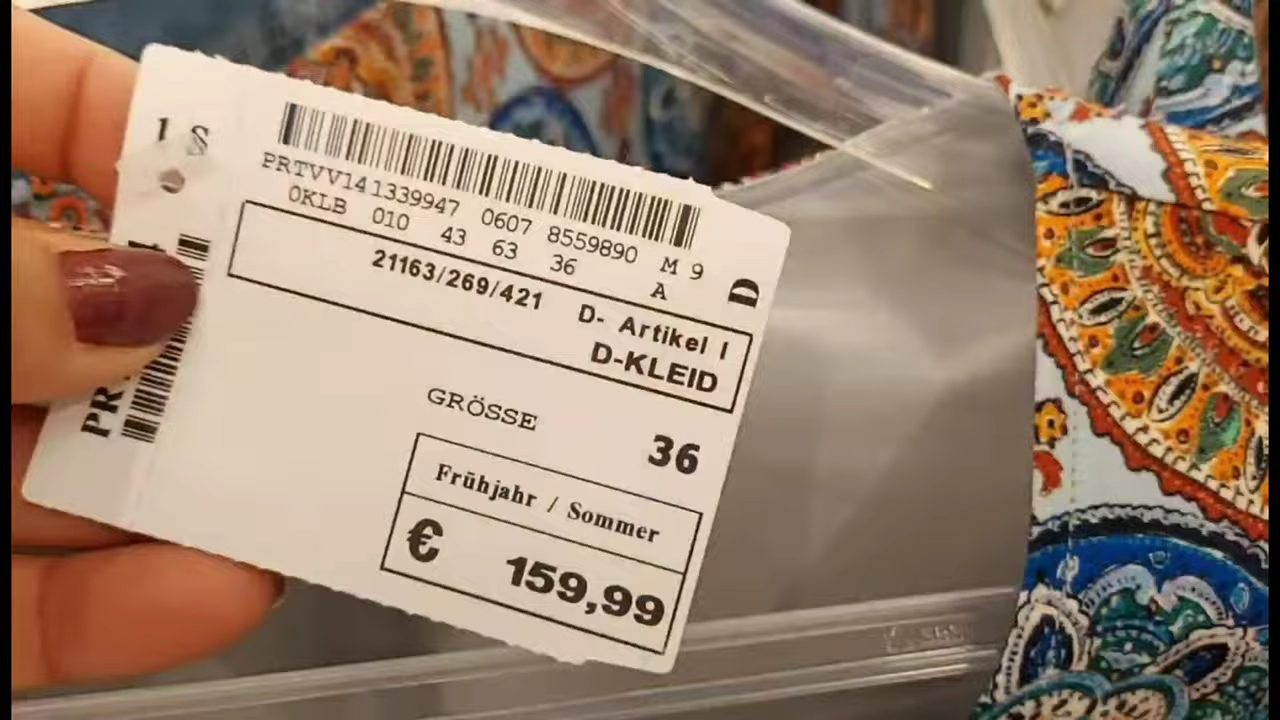 1 S
PRTVV141339947 0607 8559890 M 9
0KLB 010 43 63 36 A
D
21163/269/421 D- Artikel I
D-KLEID
GRÖSSE 36
Frühjahr / Sommer
€ 159,99
PR